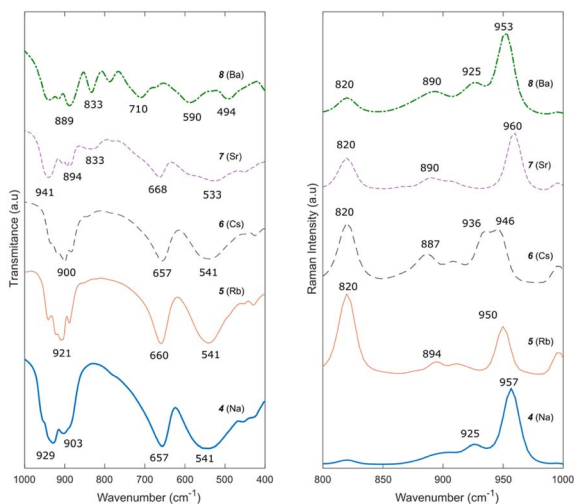 8 (Ba)
889
833
710
590
494
7 (Sr)
941
894
833
668
533
6 (Cs)
900
657
541
5 (Rb)
921
660
541
4 (Na)
929
903
657
541
Transmitance (a.u)
1000 900 800 700 600 500 400
Wavenumber (cm-1)
953
925
890
820
8 (Ba)
960
820
890
7 (Sr)
820
936 946
887
6 (Cs)
820
950
894
5 (Rb)
957
925
4 (Na)
Raman Intensity (a.u)
800 850 900 950 1000
Wavenumber (cm-1)